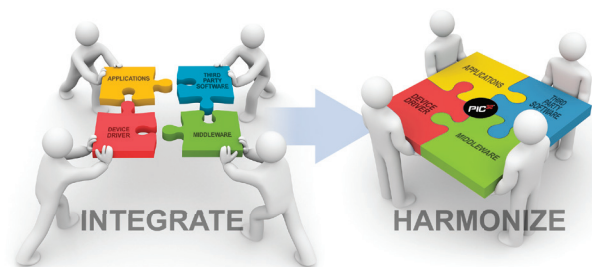 APPLICATIONS
THIRD
PARTY
SOFTWARE
DEVICE
DRIVER
MIDDLEWARE
INTEGRATE
APPLICATIONS
THIRD
PARTY
SOFTWARE
DEVICE
DRIVER
PIC
MIDDLEWARE
HARMONIZE